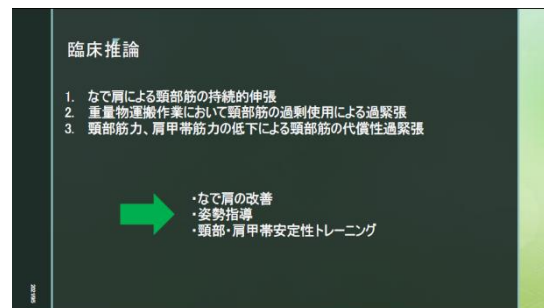 臨床推論
1. なで肩による頸部筋の持続的伸張
2. 重量物運搬作業において頸部筋の過剰使用による過緊張
3. 頸部筋力、肩甲帯筋力の低下による頸部筋の代償性過緊張
・なで肩の改善
・姿勢指導
・頸部・肩甲帯安定性トレーニング